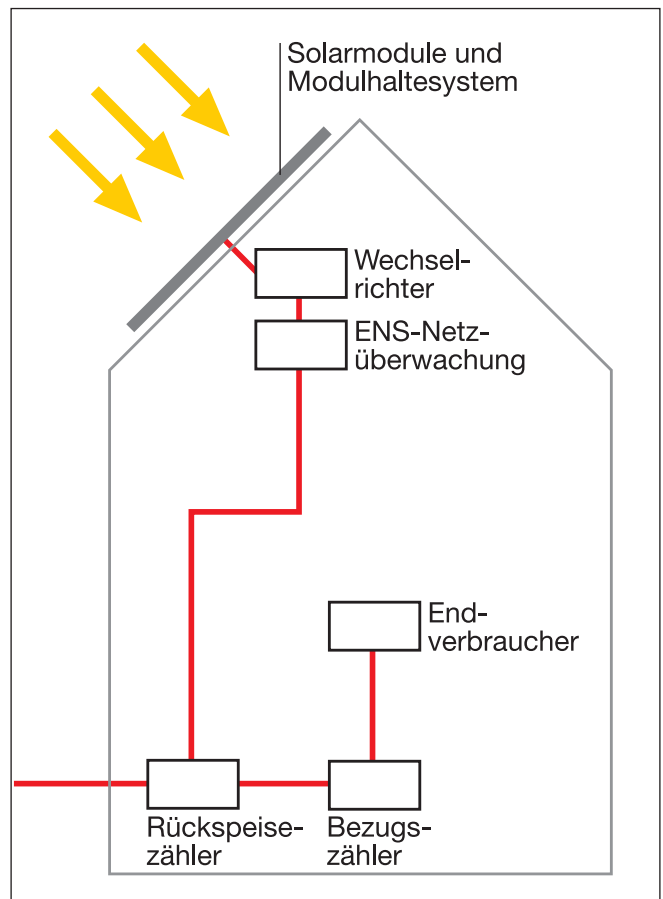 Solarmodule und
Modulhaltesystem
Wechsel-
richter
ENS-Netz-
überwachung
End-
verbraucher
Rückspeise-
zähler
Bezugs-
zähler